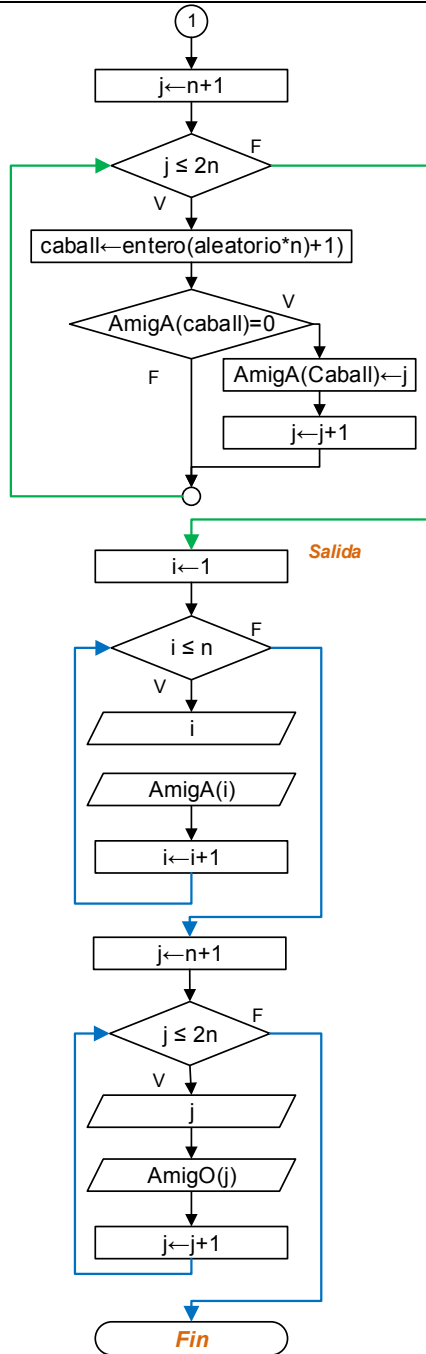 1
j←n+1
j ≤ 2n
F
V
caball←entero(aleatorio*n)+1)
AmigA(caball)=0
V
F
AmigA(Caball)←j
j←j+1
Salida
i←1
i ≤ n
F
V
i
AmigA(i)
i←i+1
j←n+1
j ≤ 2n
F
V
j
AmigO(j)
j←j+1
Fin